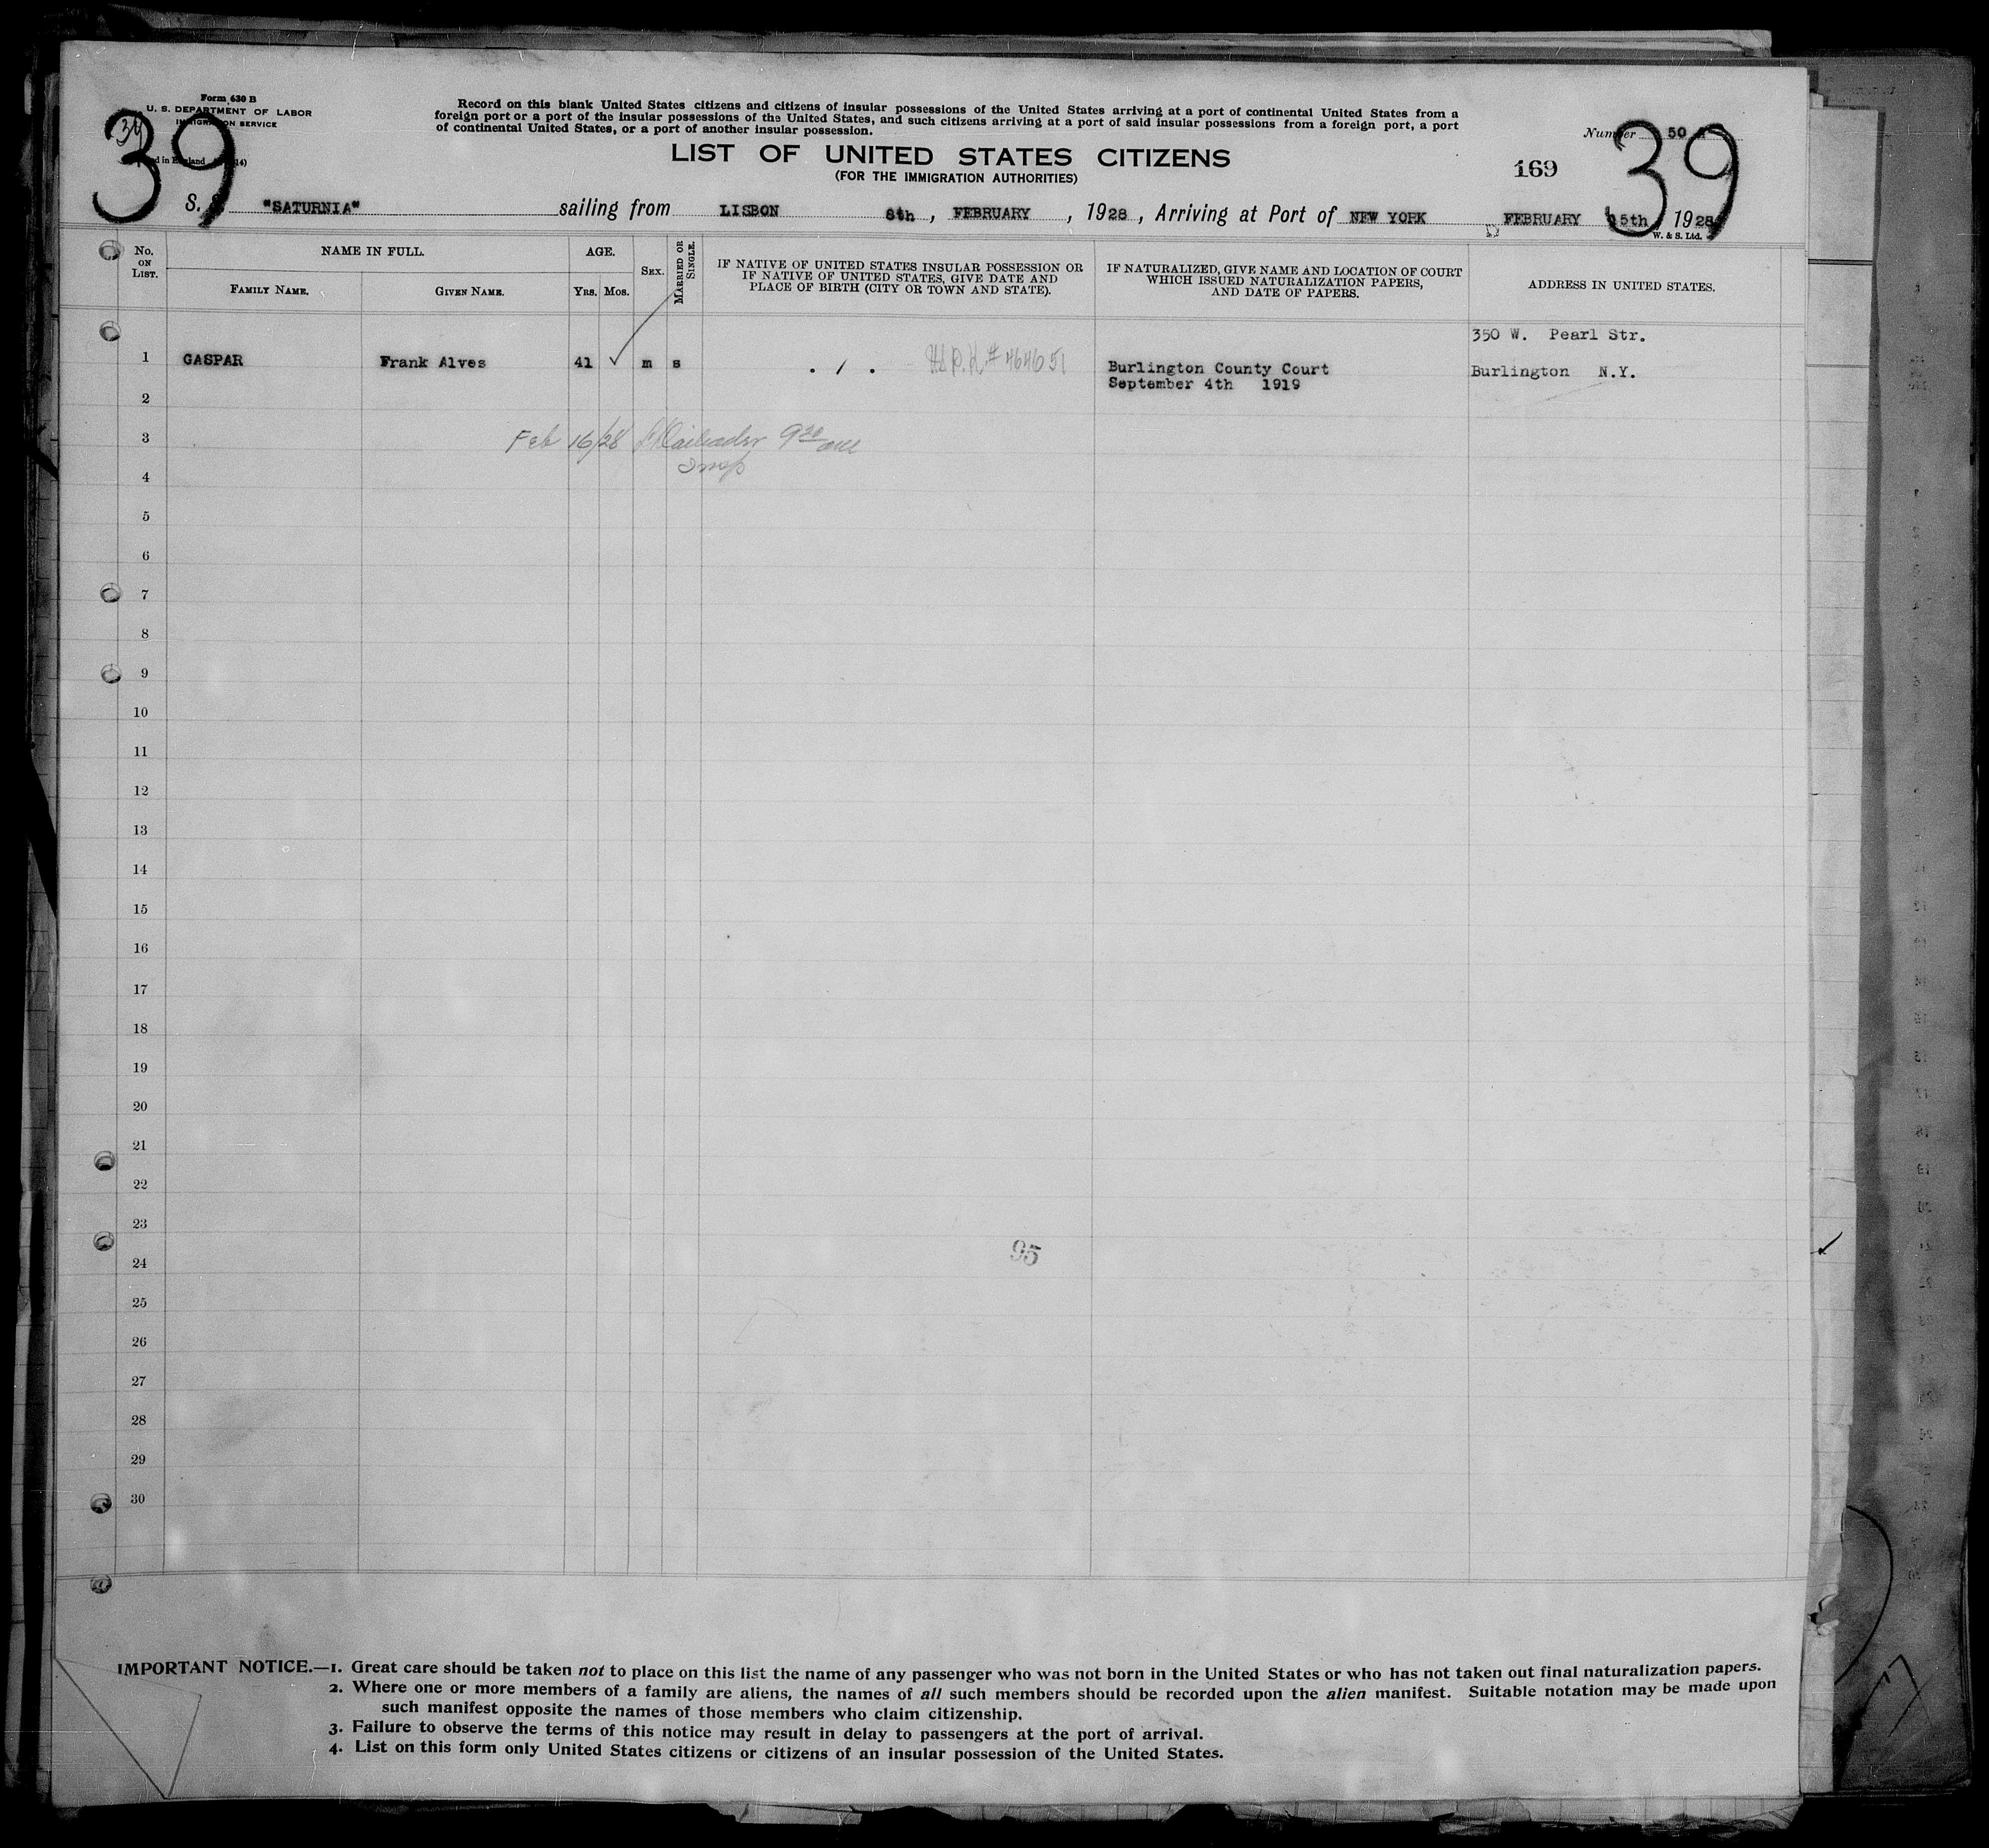 Form 630 B
U. S. DEPARTMENT OF LABOR
IMMIGRATION SERVICE
39
39
Record on this blank United States citizens and citizens of insular possessions of the United States arriving at a port of continental United States from a
foreign port or a port of the insular possessions of the United States, and such citizens arriving at a port of said insular possessions from a foreign port, a port
of continental United States, or a port of another insular possession.
Number 50
LIST OF UNITED STATES CITIZENS
(FOR THE IMMIGRATION AUTHORITIES)
169
39
S. "SATURNIA" sailing from LISBON 8th, FEBRUARY, 1928, Arriving at Port of NEW YORK FEBRUARY 15th 1928
W. & S. Ltd.
No. ON LIST.
NAME IN FULL.
FAMILY NAME. GIVEN NAME.
AGE.
YRS. MOS.
SEX.
MARRIED OR SINGLE.
IF NATIVE OF UNITED STATES INSULAR POSSESSION OR
IF NATIVE OF UNITED STATES, GIVE DATE AND
PLACE OF BIRTH (CITY OR TOWN AND STATE).
IF NATURALIZED, GIVE NAME AND LOCATION OF COURT
WHICH ISSUED NATURALIZATION PAPERS,
AND DATE OF PAPERS.
ADDRESS IN UNITED STATES.
350 W. Pearl Str.
1 GASPAR Frank Alves 41 ✓ m s . / . # 464651 Burlington County Court Burlington N.Y.
September 4th 1919
2
3 Feb 16/28 9 20 am
Insp
4
5
6
7
8
9
10
11
12
13
14
15
16
17
18
19
20
21
22
23
95
24
25
26
27
28
29
30
IMPORTANT NOTICE.—1. Great care should be taken not to place on this list the name of any passenger who was not born in the United States or who has not taken out final naturalization papers.
2. Where one or more members of a family are aliens, the names of all such members should be recorded upon the alien manifest. Suitable notation may be made upon
such manifest opposite the names of those members who claim citizenship.
3. Failure to observe the terms of this notice may result in delay to passengers at the port of arrival.
4. List on this form only United States citizens or citizens of an insular possession of the United States.